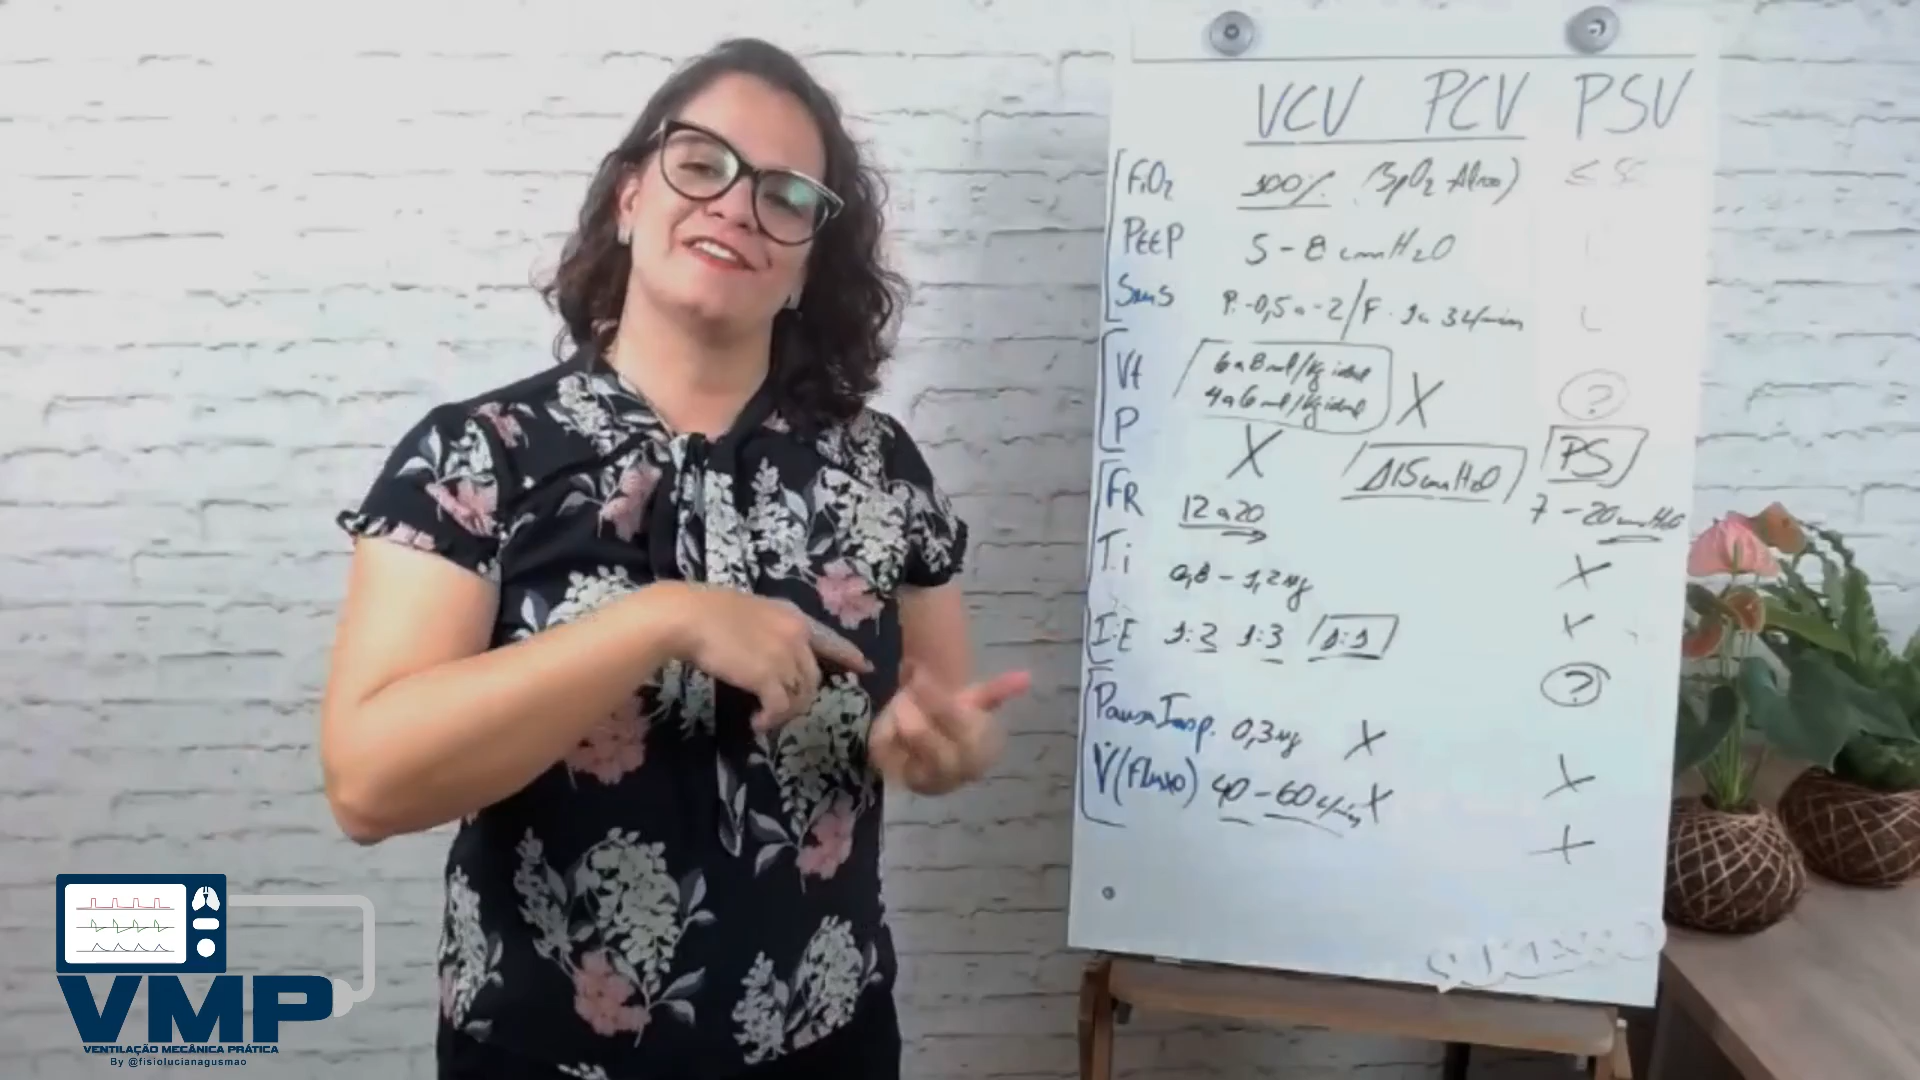 VCV PCV PSV
FiO2 100% (SpO2 Alvo) ≤
PEEP 5-8 cmH2O
Sens P. -0,5 a -2/F. 1 a 3 L/min
Vt 6 a 8 ml/Kg ideal X ?
4 a 6 ml/Kg ideal
P X Δ15cmH2O PS
7-20 cmH2O
FR 12 a 20 X
T.i 0,8 - 1,2 sg X
I:E 1:2 1:3 1:1 ?
Pausa Insp. 0,3 sg X X
V̇(Fluxo) 40-60 L/min X X
VMP
VENTILAÇÃO MECÂNICA PRÁTICA
By @fisiolucianagusmao